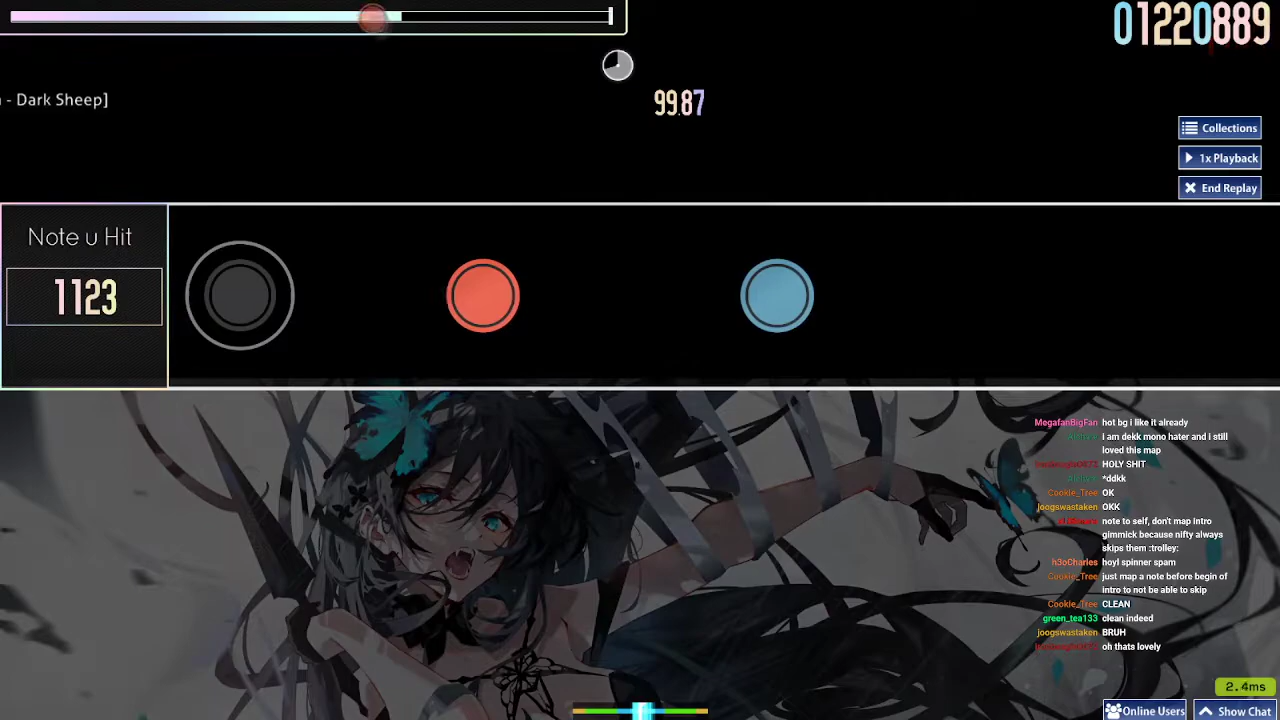 01220889
- Dark Sheep]
99.87
Collections
1x Playback
End Replay
Note u Hit
1123
MegafanBigFan hot bg i like it already
i am dekk mono hater and i still
loved this map
HOLY SHIT
*ddkk
Cookie_Tree OK
joogswastaken OKK
note to self, don't map intro
gimmick because nifty always
skips them :trolley:
h3oCharles hoyl spinner spam
Cookie_Tree just map a note before begin of
intro to not be able to skip
Cookie_Tree CLEAN
green_tea133 clean indeed
joogswastaken BRUH
oh thats lovely
2.4ms
Online Users
Show Chat